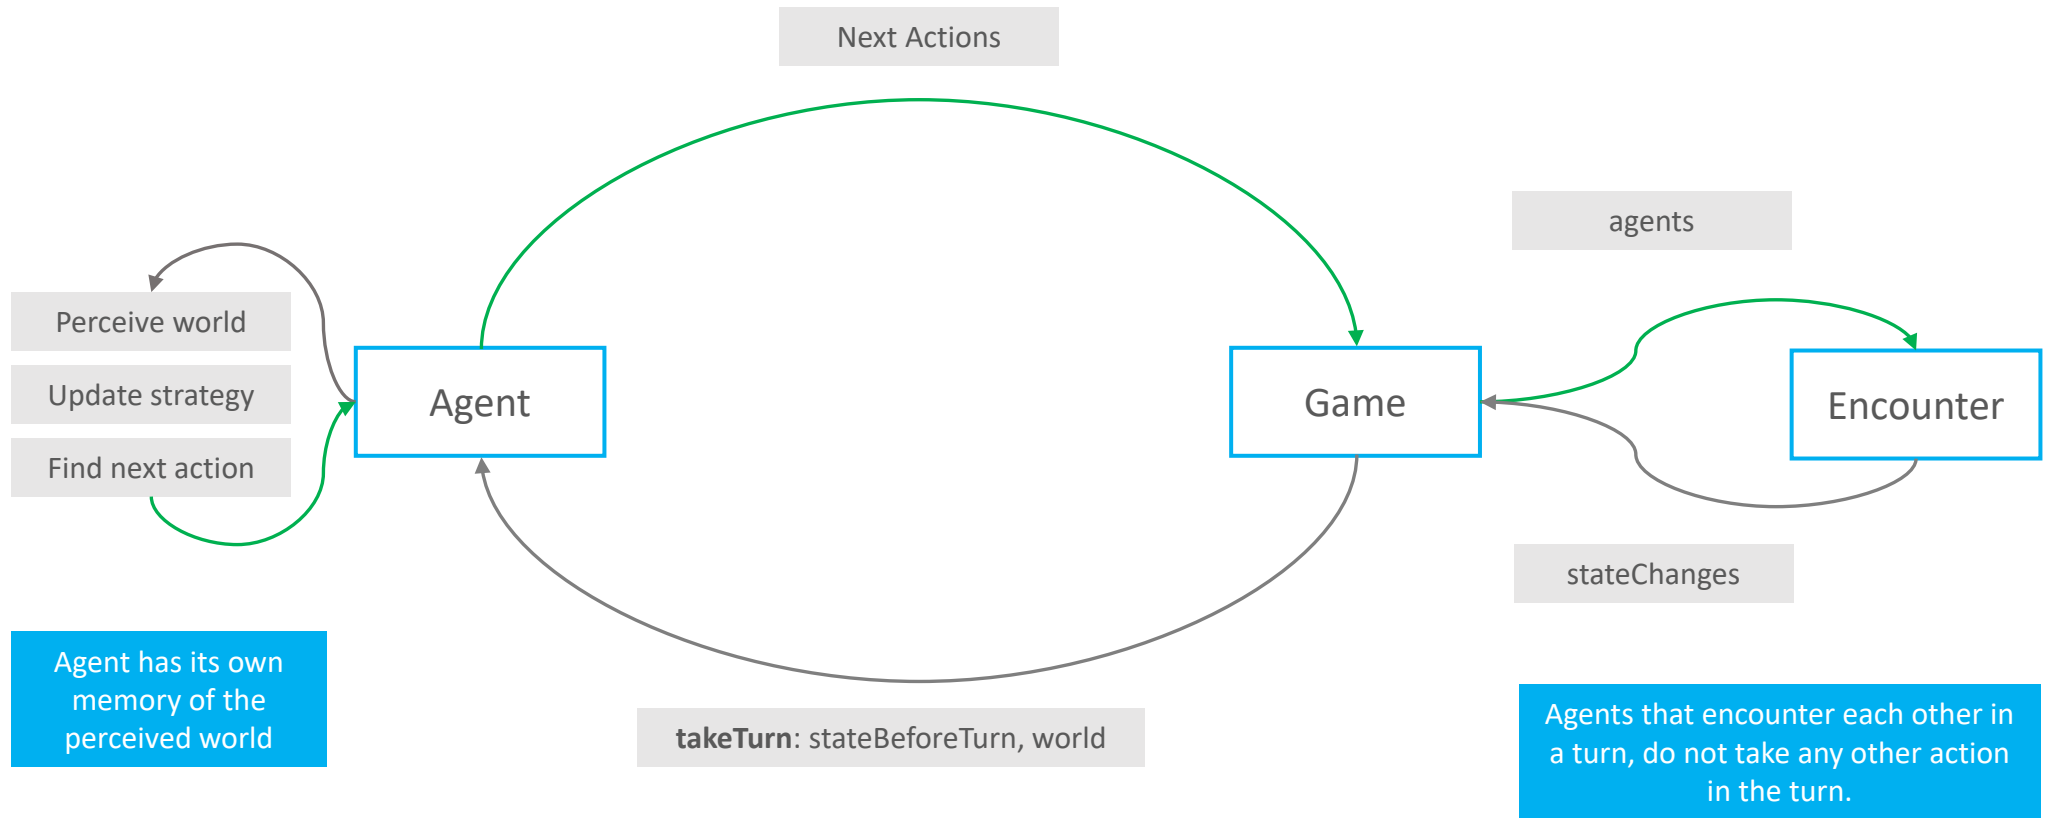 Next Actions
agents
Perceive world
Update strategy
Find next action
Agent
Game
Encounter
stateChanges
Agent has its own
memory of the
perceived world
takeTurn: stateBeforeTurn, world
Agents that encounter each other in
a turn, do not take any other action
in the turn.